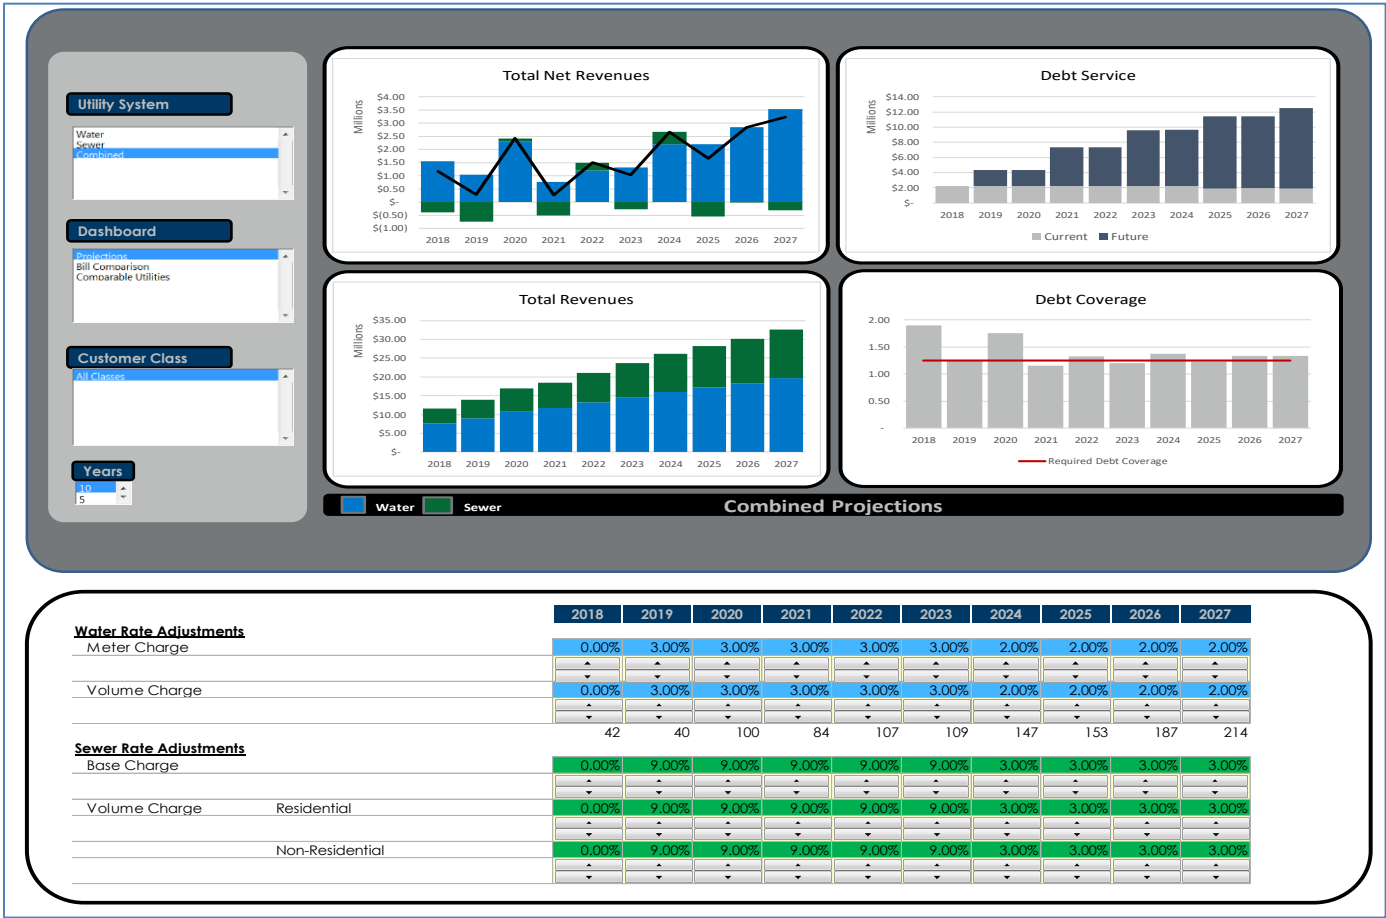 Utility System
Water
Sewer
Combined
Dashboard
Projections
Bill Comparison
Comparable Utilities
Customer Class
All Classes
Years
10
5
Total Net Revenues
Millions
$4.00
$3.50
$3.00
$2.50
$2.00
$1.50
$1.00
$0.50
$-
$(0.50)
$(1.00)
2018 2019 2020 2021 2022 2023 2024 2025 2026 2027
Debt Service
Millions
$14.00
$12.00
$10.00
$8.00
$6.00
$4.00
$2.00
$-
2018 2019 2020 2021 2022 2023 2024 2025 2026 2027
Current Future
Total Revenues
Millions
$35.00
$30.00
$25.00
$20.00
$15.00
$10.00
$5.00
$-
2018 2019 2020 2021 2022 2023 2024 2025 2026 2027
Debt Coverage
2.00
1.50
1.00
0.50
-
2018 2019 2020 2021 2022 2023 2024 2025 2026 2027
Required Debt Coverage
Water Sewer Combined Projections
2018 2019 2020 2021 2022 2023 2024 2025 2026 2027
Water Rate Adjustments
Meter Charge 0.00% 3.00% 3.00% 3.00% 3.00% 3.00% 2.00% 2.00% 2.00% 2.00%
Volume Charge 0.00% 3.00% 3.00% 3.00% 3.00% 3.00% 2.00% 2.00% 2.00% 2.00%
42 40 100 84 107 109 147 153 187 214
Sewer Rate Adjustments
Base Charge 0.00% 9.00% 9.00% 9.00% 9.00% 9.00% 3.00% 3.00% 3.00% 3.00%
Volume Charge Residential 0.00% 9.00% 9.00% 9.00% 9.00% 9.00% 3.00% 3.00% 3.00% 3.00%
Non-Residential 0.00% 9.00% 9.00% 9.00% 9.00% 9.00% 3.00% 3.00% 3.00% 3.00%